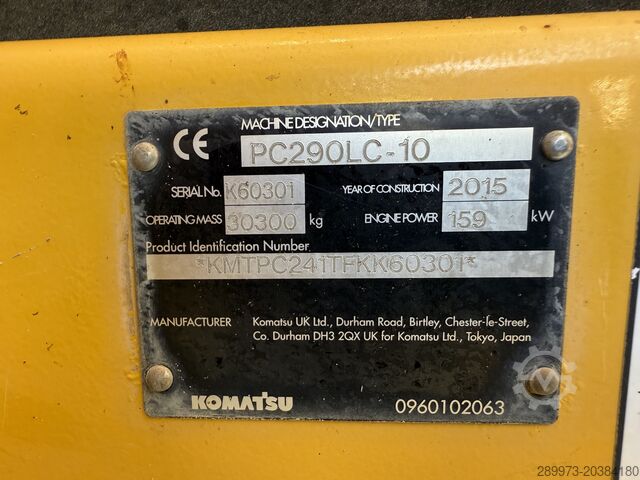 MACHINE DESIGNATION/TYPE
CE PC290LC-10
SERIAL No. K60301 YEAR OF CONSTRUCTION 2015
OPERATING MASS 30300 kg ENGINE POWER 159 kW
Product Identification Number
*KMTPC241TFKK60301*
MANUFACTURER Komatsu UK Ltd., Durham Road, Birtley, Chester-le-Street,
Co. Durham DH3 2QX UK for Komatsu Ltd., Tokyo, Japan
KOMATSU 0960102063
289973-20384180